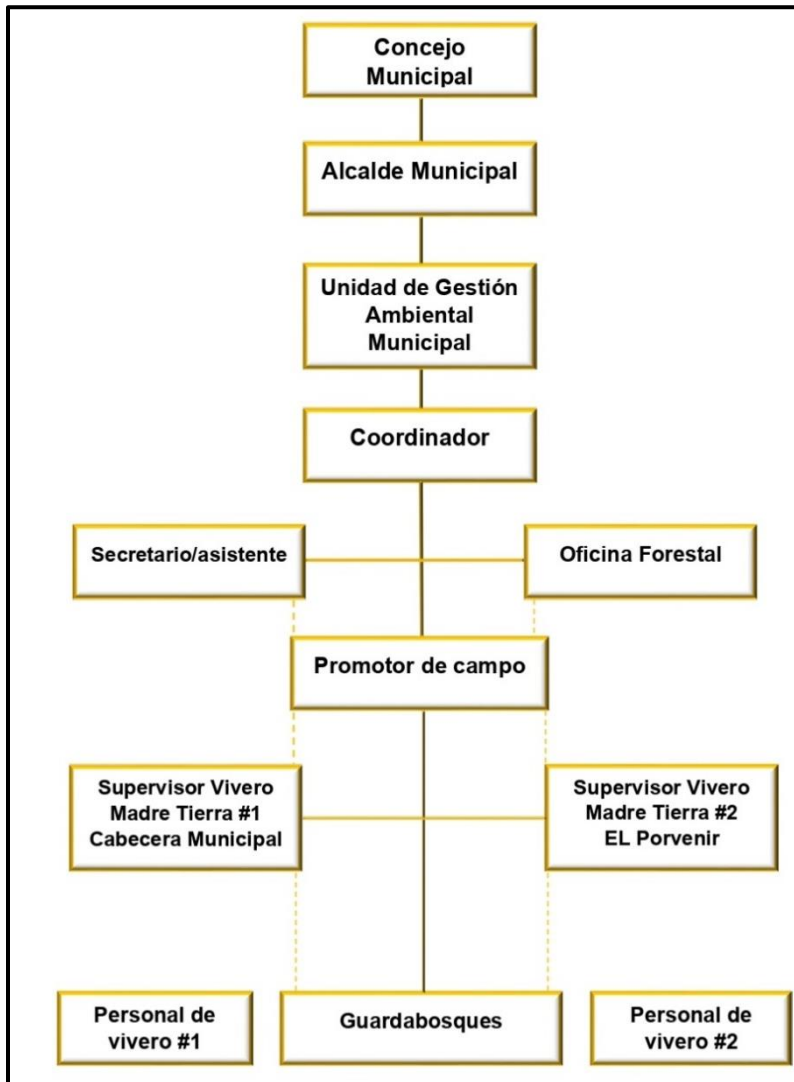 Concejo
Municipal
Alcalde Municipal
Unidad de Gestión
Ambiental
Municipal
Coordinador
Secretario/asistente
Oficina Forestal
Promotor de campo
Supervisor Vivero
Madre Tierra #1
Cabecera Municipal
Supervisor Vivero
Madre Tierra #2
EL Porvenir
Personal de
vivero #1
Guardabosques
Personal de
vivero #2